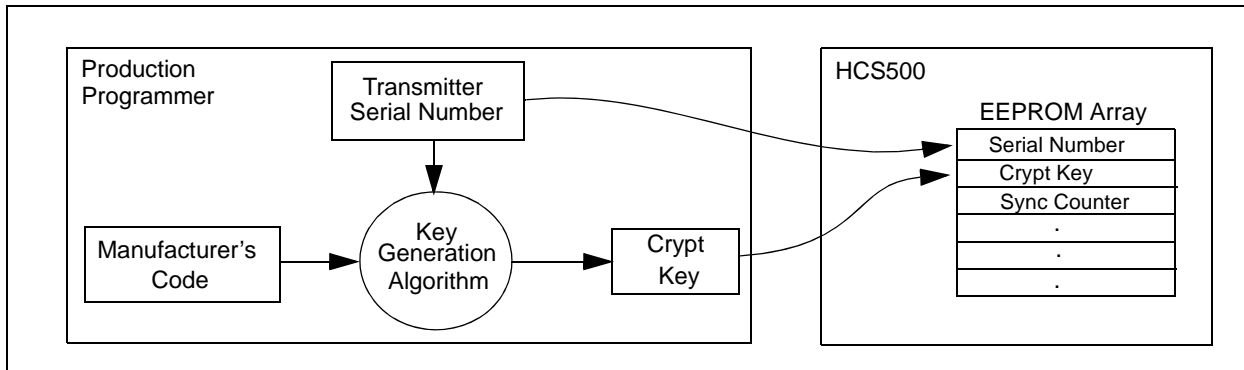 Production
Programmer
Transmitter
Serial Number
Manufacturer's
Code
Key
Generation
Algorithm
Crypt
Key
HCS500
EEPROM Array
Serial Number
Crypt Key
Sync Counter
.
.
.